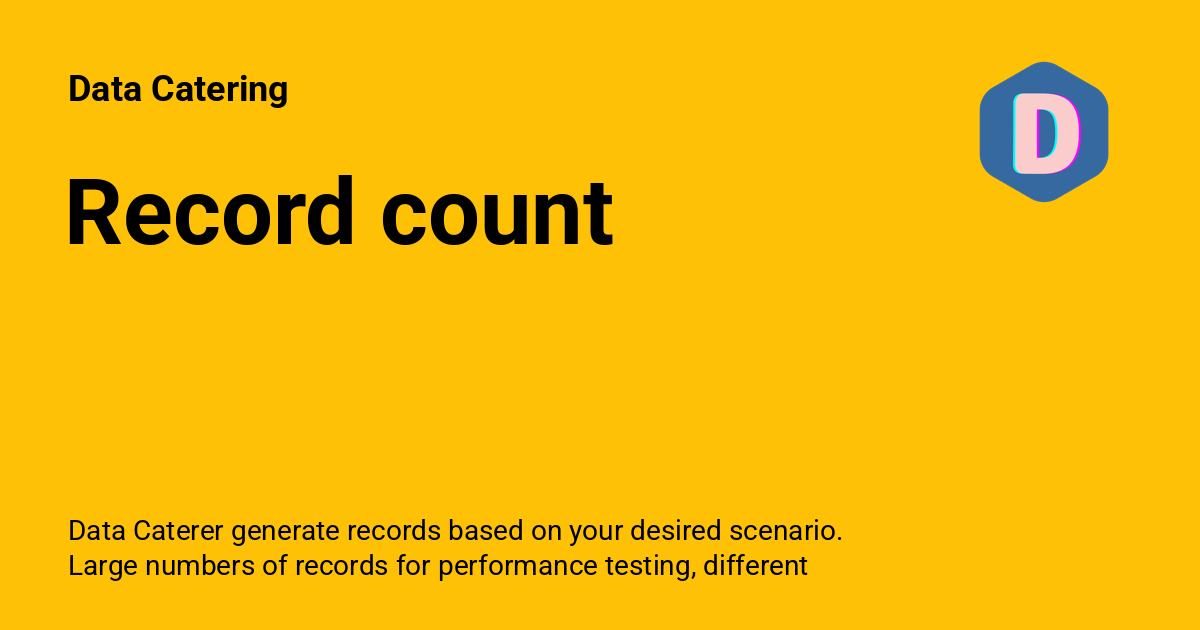 Data Catering
D
Record count
Data Caterer generate records based on your desired scenario.
Large numbers of records for performance testing, different